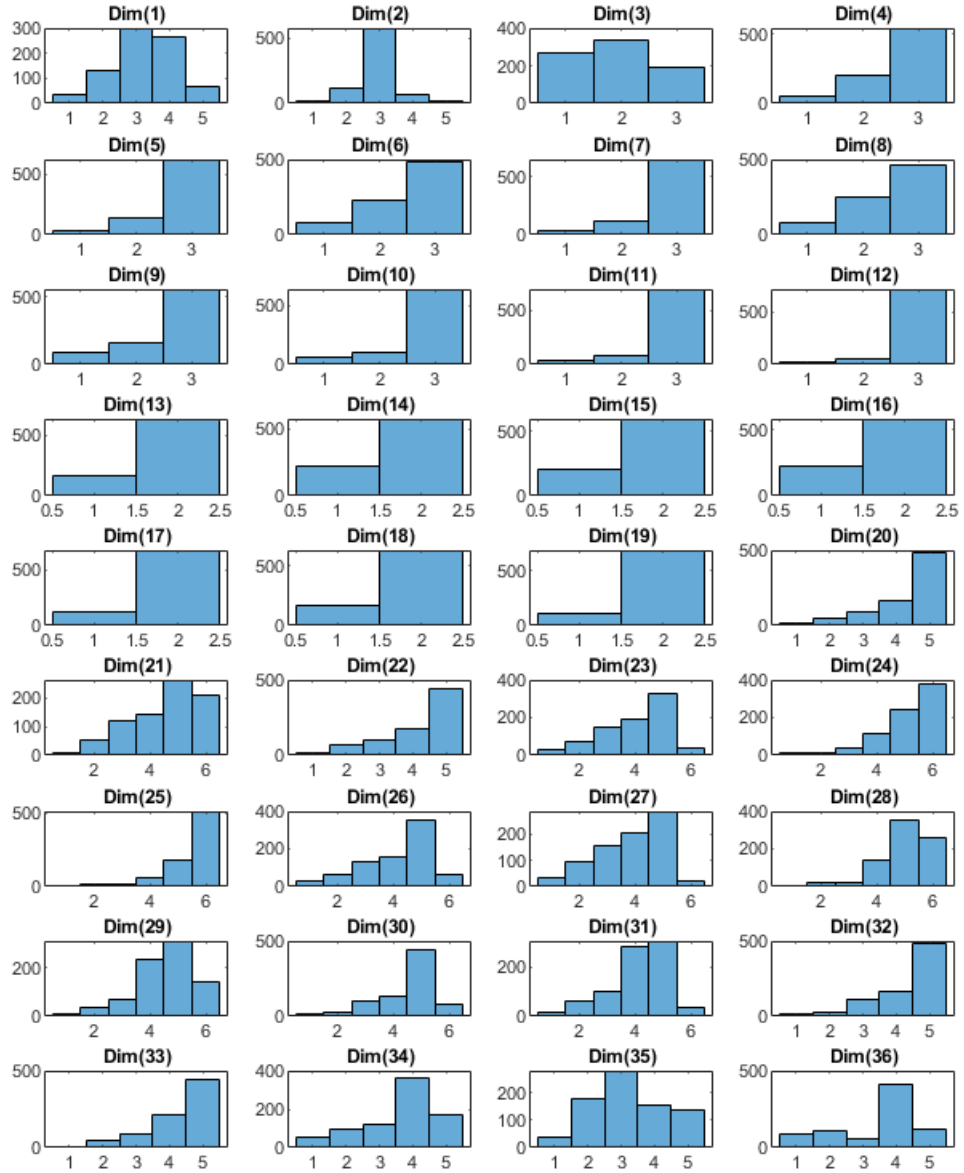 Dim(1) Dim(2) Dim(3) Dim(4)
300 200 100 0 500 0 400 200 0 500 0
1 2 3 4 5 1 2 3 4 5 1 2 3 1 2 3
Dim(5) Dim(6) Dim(7) Dim(8)
500 0 500 0 500 0 500 0
1 2 3 1 2 3 1 2 3 1 2 3
Dim(9) Dim(10) Dim(11) Dim(12)
500 0 500 0 500 0 500 0
1 2 3 1 2 3 1 2 3 1 2 3
Dim(13) Dim(14) Dim(15) Dim(16)
500 0 500 0 500 0 500 0
0.5 1 1.5 2 2.5 0.5 1 1.5 2 2.5 0.5 1 1.5 2 2.5 0.5 1 1.5 2 2.5
Dim(17) Dim(18) Dim(19) Dim(20)
500 0 500 0 500 0 500 0
0.5 1 1.5 2 2.5 0.5 1 1.5 2 2.5 0.5 1 1.5 2 2.5 1 2 3 4 5
Dim(21) Dim(22) Dim(23) Dim(24)
200 100 0 500 0 400 200 0 400 200 0
2 4 6 1 2 3 4 5 2 4 6 2 4 6
Dim(25) Dim(26) Dim(27) Dim(28)
500 0 400 200 0 200 100 0 400 200 0
2 4 6 2 4 6 2 4 6 2 4 6
Dim(29) Dim(30) Dim(31) Dim(32)
200 0 500 0 200 0 500 0
2 4 6 2 4 6 2 4 6 1 2 3 4 5
Dim(33) Dim(34) Dim(35) Dim(36)
500 0 400 200 0 200 100 0 500 0
1 2 3 4 5 1 2 3 4 5 1 2 3 4 5 1 2 3 4 5